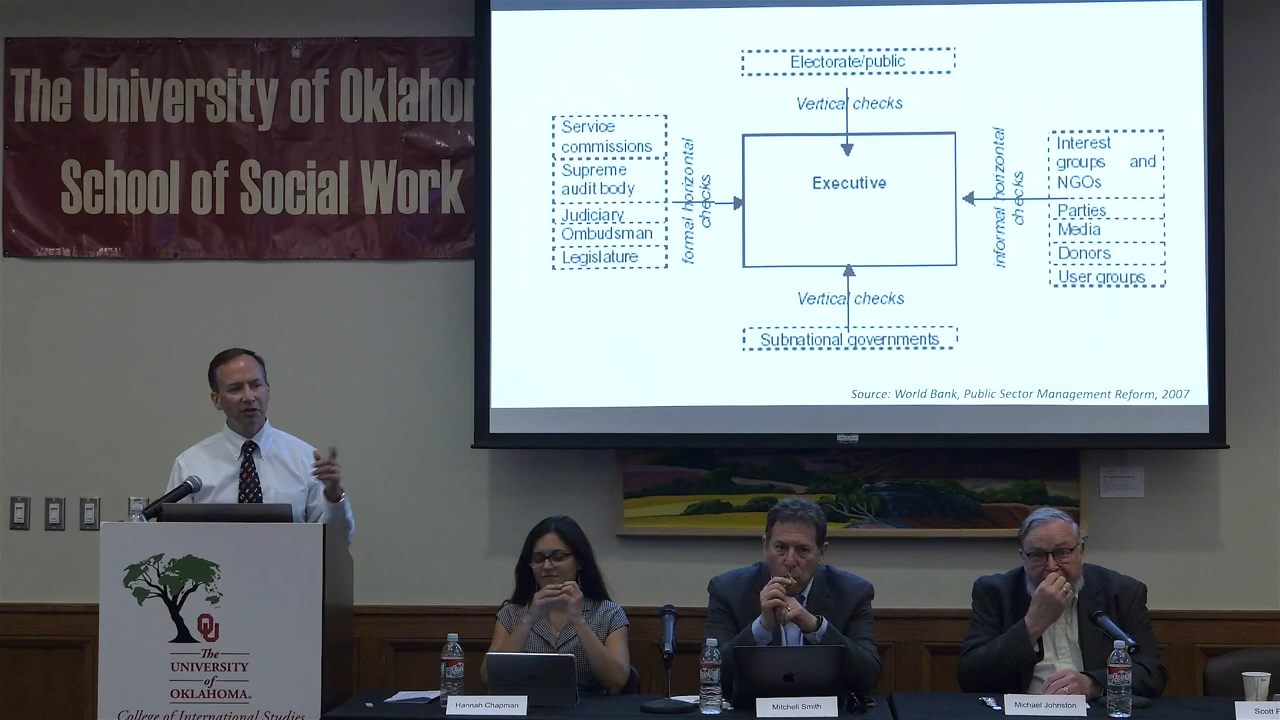 The University of Oklahom
School of Social Work
Electorate/public
Vertical checks
Service
commissions
Supreme
audit body
Judiciary
Ombudsman
Legislature
formal horizontal
checks
Executive
informal horizontal
checks
Interest
groups and
NGOs
Parties
Media
Donors
User groups
Vertical checks
Subnational governments
Source: World Bank, Public Sector Management Reform, 2007
OU
The
UNIVERSITY
of
OKLAHOMA
College of International Studies
Hannah Chapman
Mitchell Smith
Michael Johnston
Scott